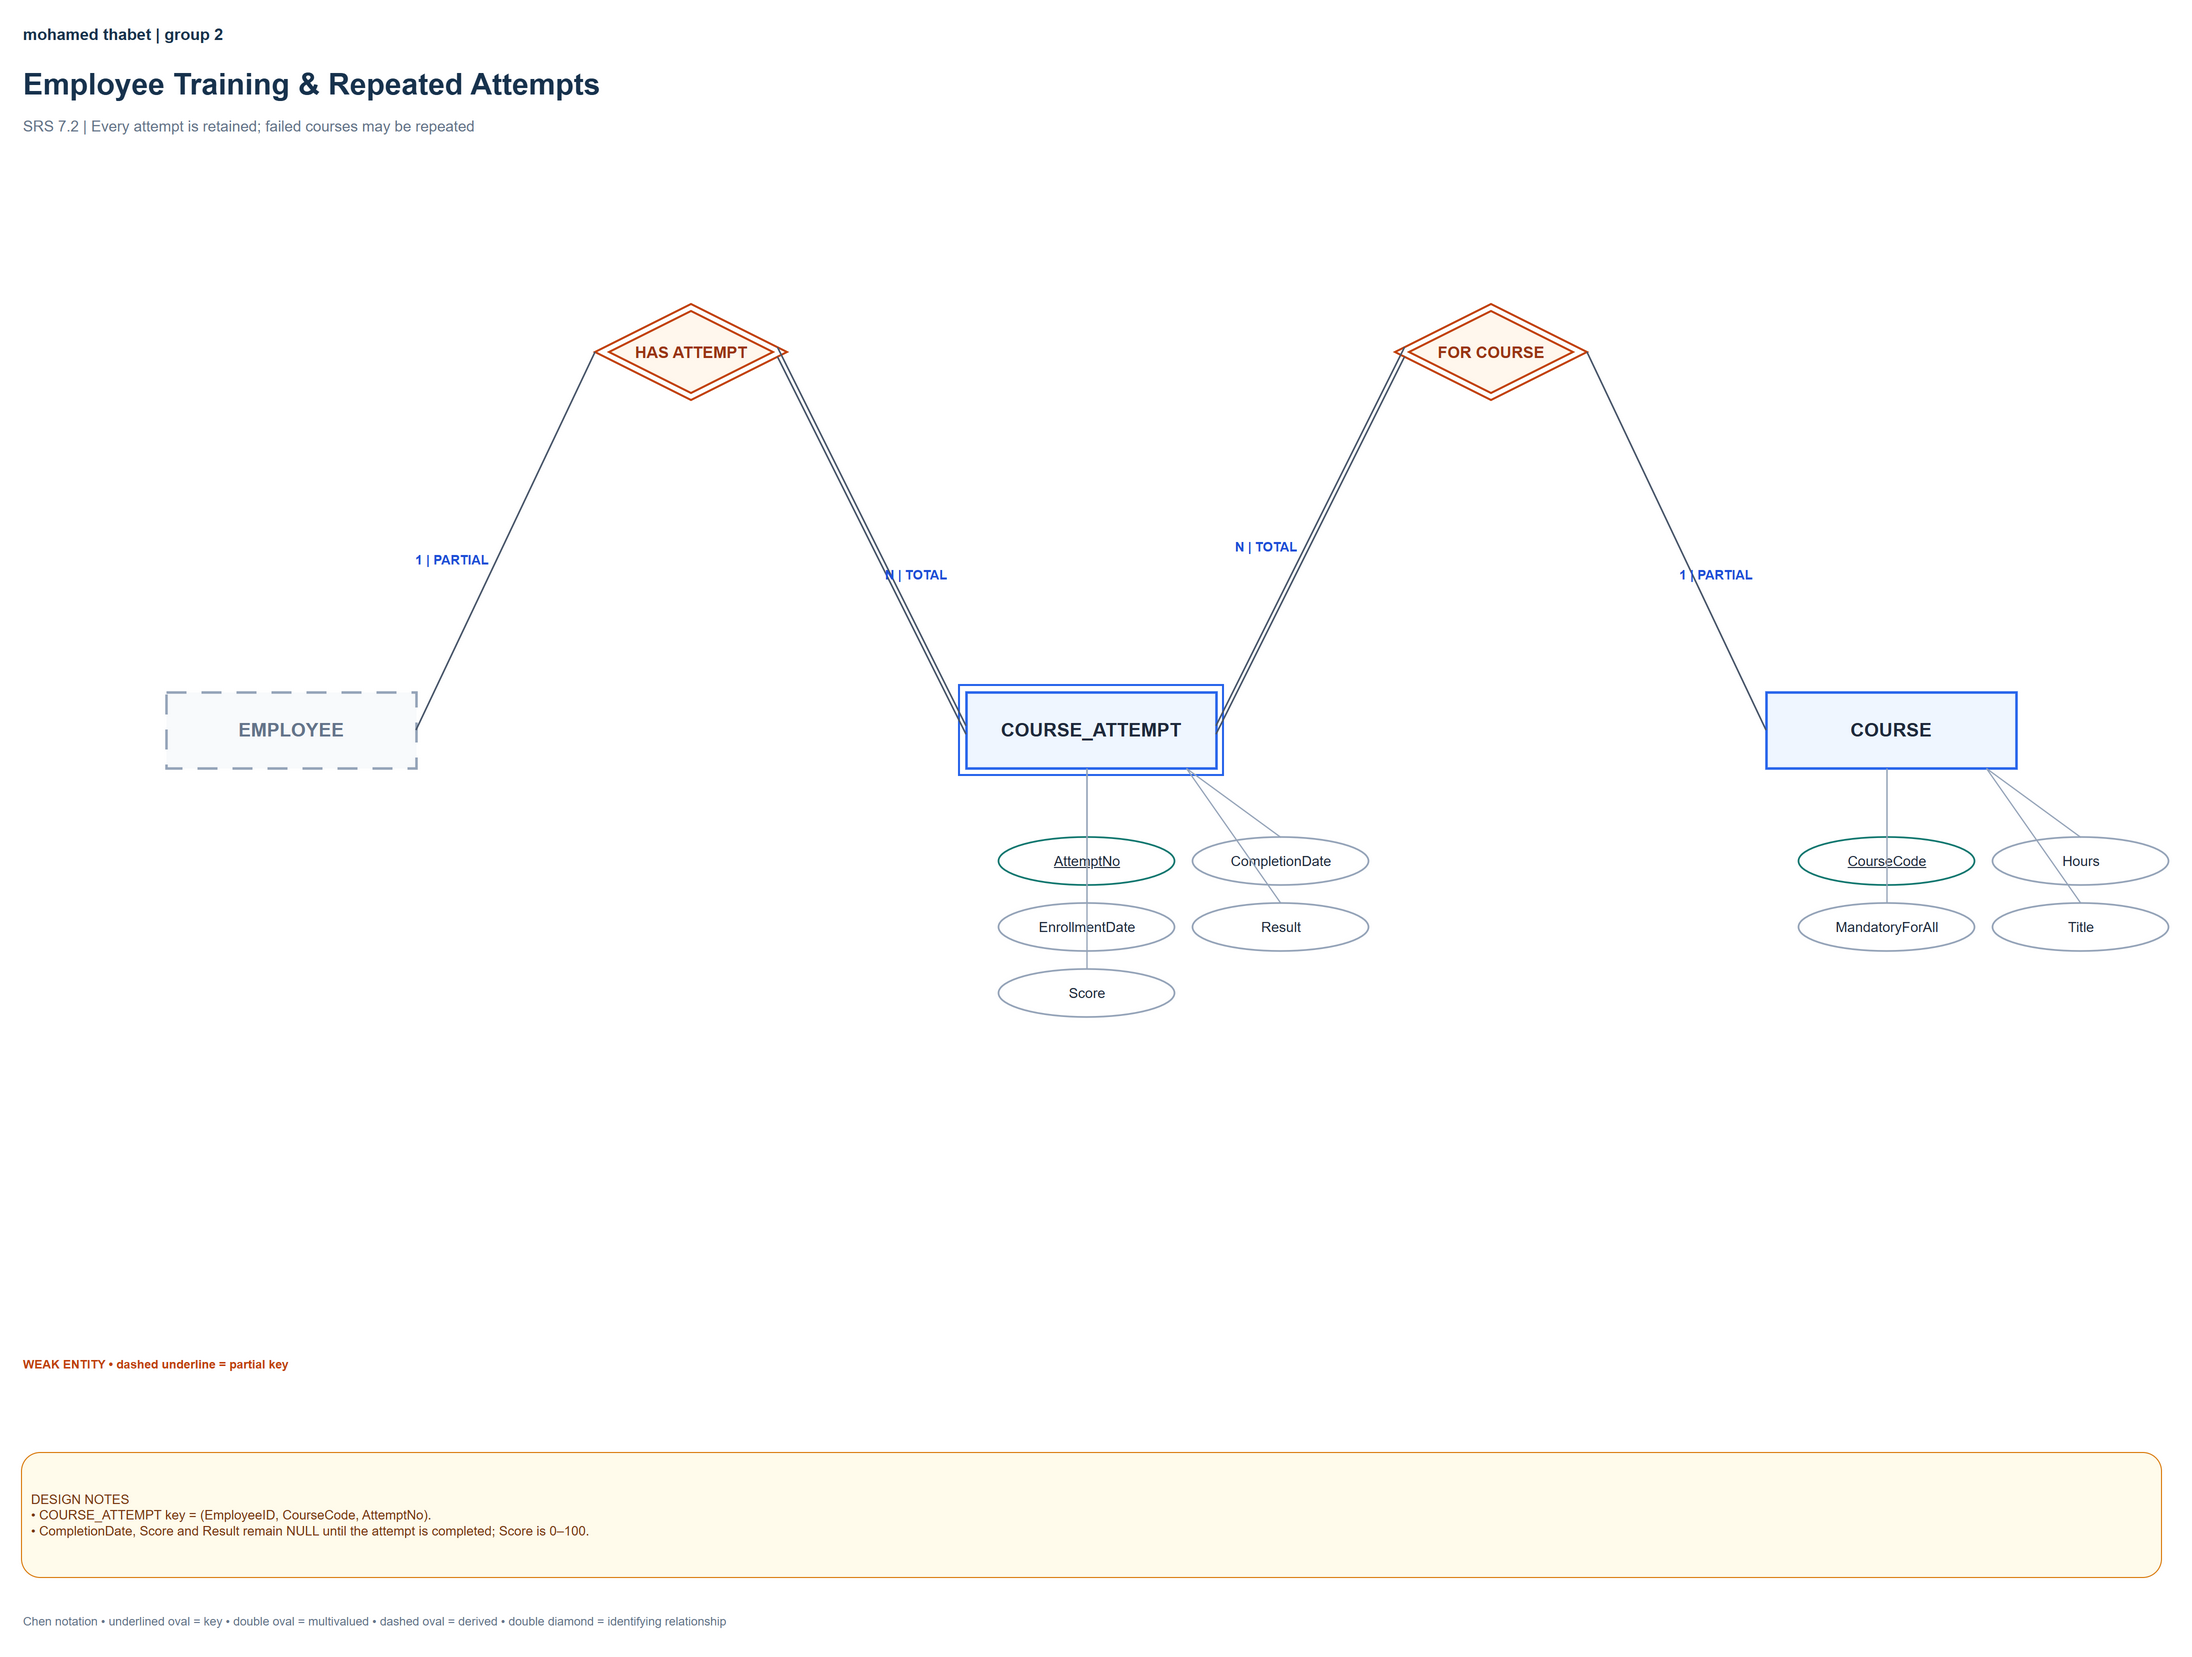 mohamed thabet | group 2
Employee Training & Repeated Attempts
SRS 7.2 | Every attempt is retained; failed courses may be repeated
HAS ATTEMPT
FOR COURSE
1 | PARTIAL
N | TOTAL
N | TOTAL
1 | PARTIAL
EMPLOYEE
COURSE_ATTEMPT
COURSE
AttemptNo
CompletionDate
CourseCode
Hours
EnrollmentDate
Result
MandatoryForAll
Title
Score
WEAK ENTITY • dashed underline = partial key
DESIGN NOTES
• COURSE_ATTEMPT key = (EmployeeID, CourseCode, AttemptNo).
• CompletionDate, Score and Result remain NULL until the attempt is completed; Score is 0–100.
Chen notation • underlined oval = key • double oval = multivalued • dashed oval = derived • double diamond = identifying relationship